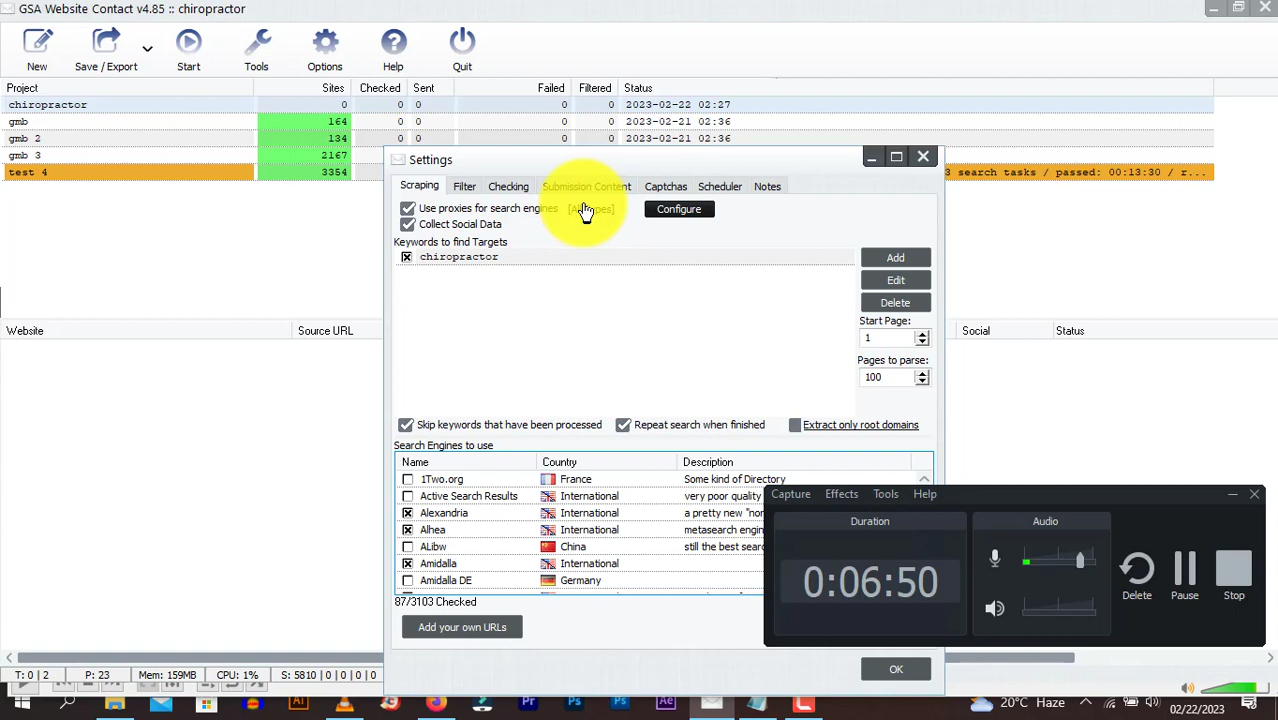 GSA Website Contact v4.85 :: chiropractor
New Save / Export Start Tools Options Help Quit
Project Sites Checked Sent Failed Filtered Status
chiropractor 0 0 0 0 0 2023-02-22 02:27
gmb 164 0 0 0 0 2023-02-21 02:36
gmb 2 134 0 0 0 0 2023-02-21 02:36
gmb 3 2167
test 4 3354 3 search tasks / passed: 00:13:30 / r...
Settings
Scraping Filter Checking Submission Content Captchas Scheduler Notes
Use proxies for search engines Configure
Collect Social Data
Keywords to find Targets
chiropractor
Add
Edit
Delete
Start Page:
1
Pages to parse:
100
Skip keywords that have been processed Repeat search when finished Extract only root domains
Website Source URL Social Status
Search Engines to use
Name Country Description
1Two.org France Some kind of Directory
Active Search Results International very poor quality
Alexandria International a pretty new "non
Alhea International metasearch engin
ALibw China still the best searc
Amidalla International
Amidalla DE Germany
87/3103 Checked
Add your own URLs
OK
Capture Effects Tools Help
Duration Audio
0:06:50
Delete Pause Stop
T: 0 | 2 P: 23 Mem: 159MB CPU: 1% S: 5810 | 0 | 0 | 0 | 0 | 0
Ai Pr Ps Ps Ae 20°C Haze 02/22/2023